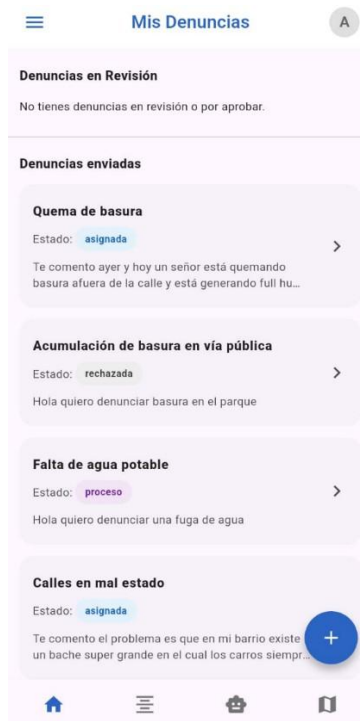 Mis Denuncias
A
Denuncias en Revisión
No tienes denuncias en revisión o por aprobar.
Denuncias enviadas
Quema de basura
Estado: asignada
Te comento ayer y hoy un señor está quemando
basura afuera de la calle y está generando full hu...
Acumulación de basura en vía pública
Estado: rechazada
Hola quiero denunciar basura en el parque
Falta de agua potable
Estado: proceso
Hola quiero denunciar una fuga de agua
Calles en mal estado
Estado: asignada
Te comento el problema es que en mi barrio existe
un bache super grande en el cual los carros siempr...